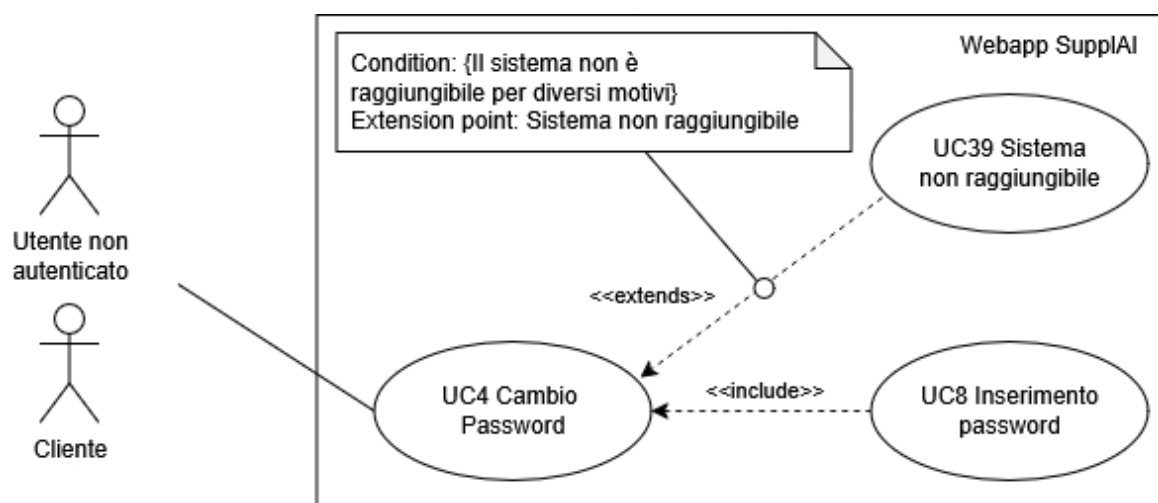 Webapp SupplAI
Condition: {Il sistema non è
raggiungibile per diversi motivi}
Extension point: Sistema non raggiungibile
UC39 Sistema
non raggiungibile
Utente non
autenticato
<<extends>>
<<include>>
UC4 Cambio
Password
UC8 Inserimento
password
Cliente